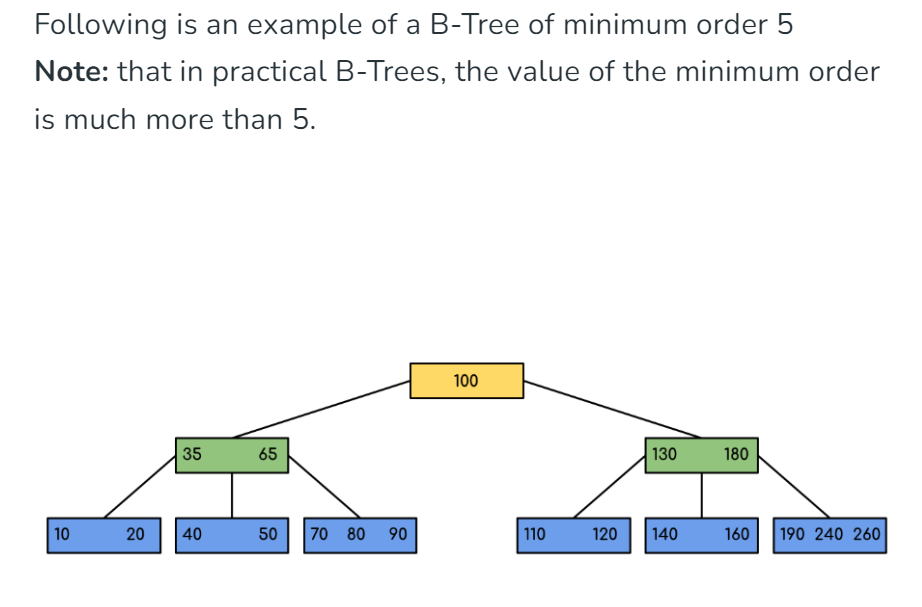 Following is an example of a B-Tree of minimum order 5
Note: that in practical B-Trees, the value of the minimum order
is much more than 5.
100
35 65
130 180
10 20
40 50
70 80 90
110 120
140 160
190 240 260